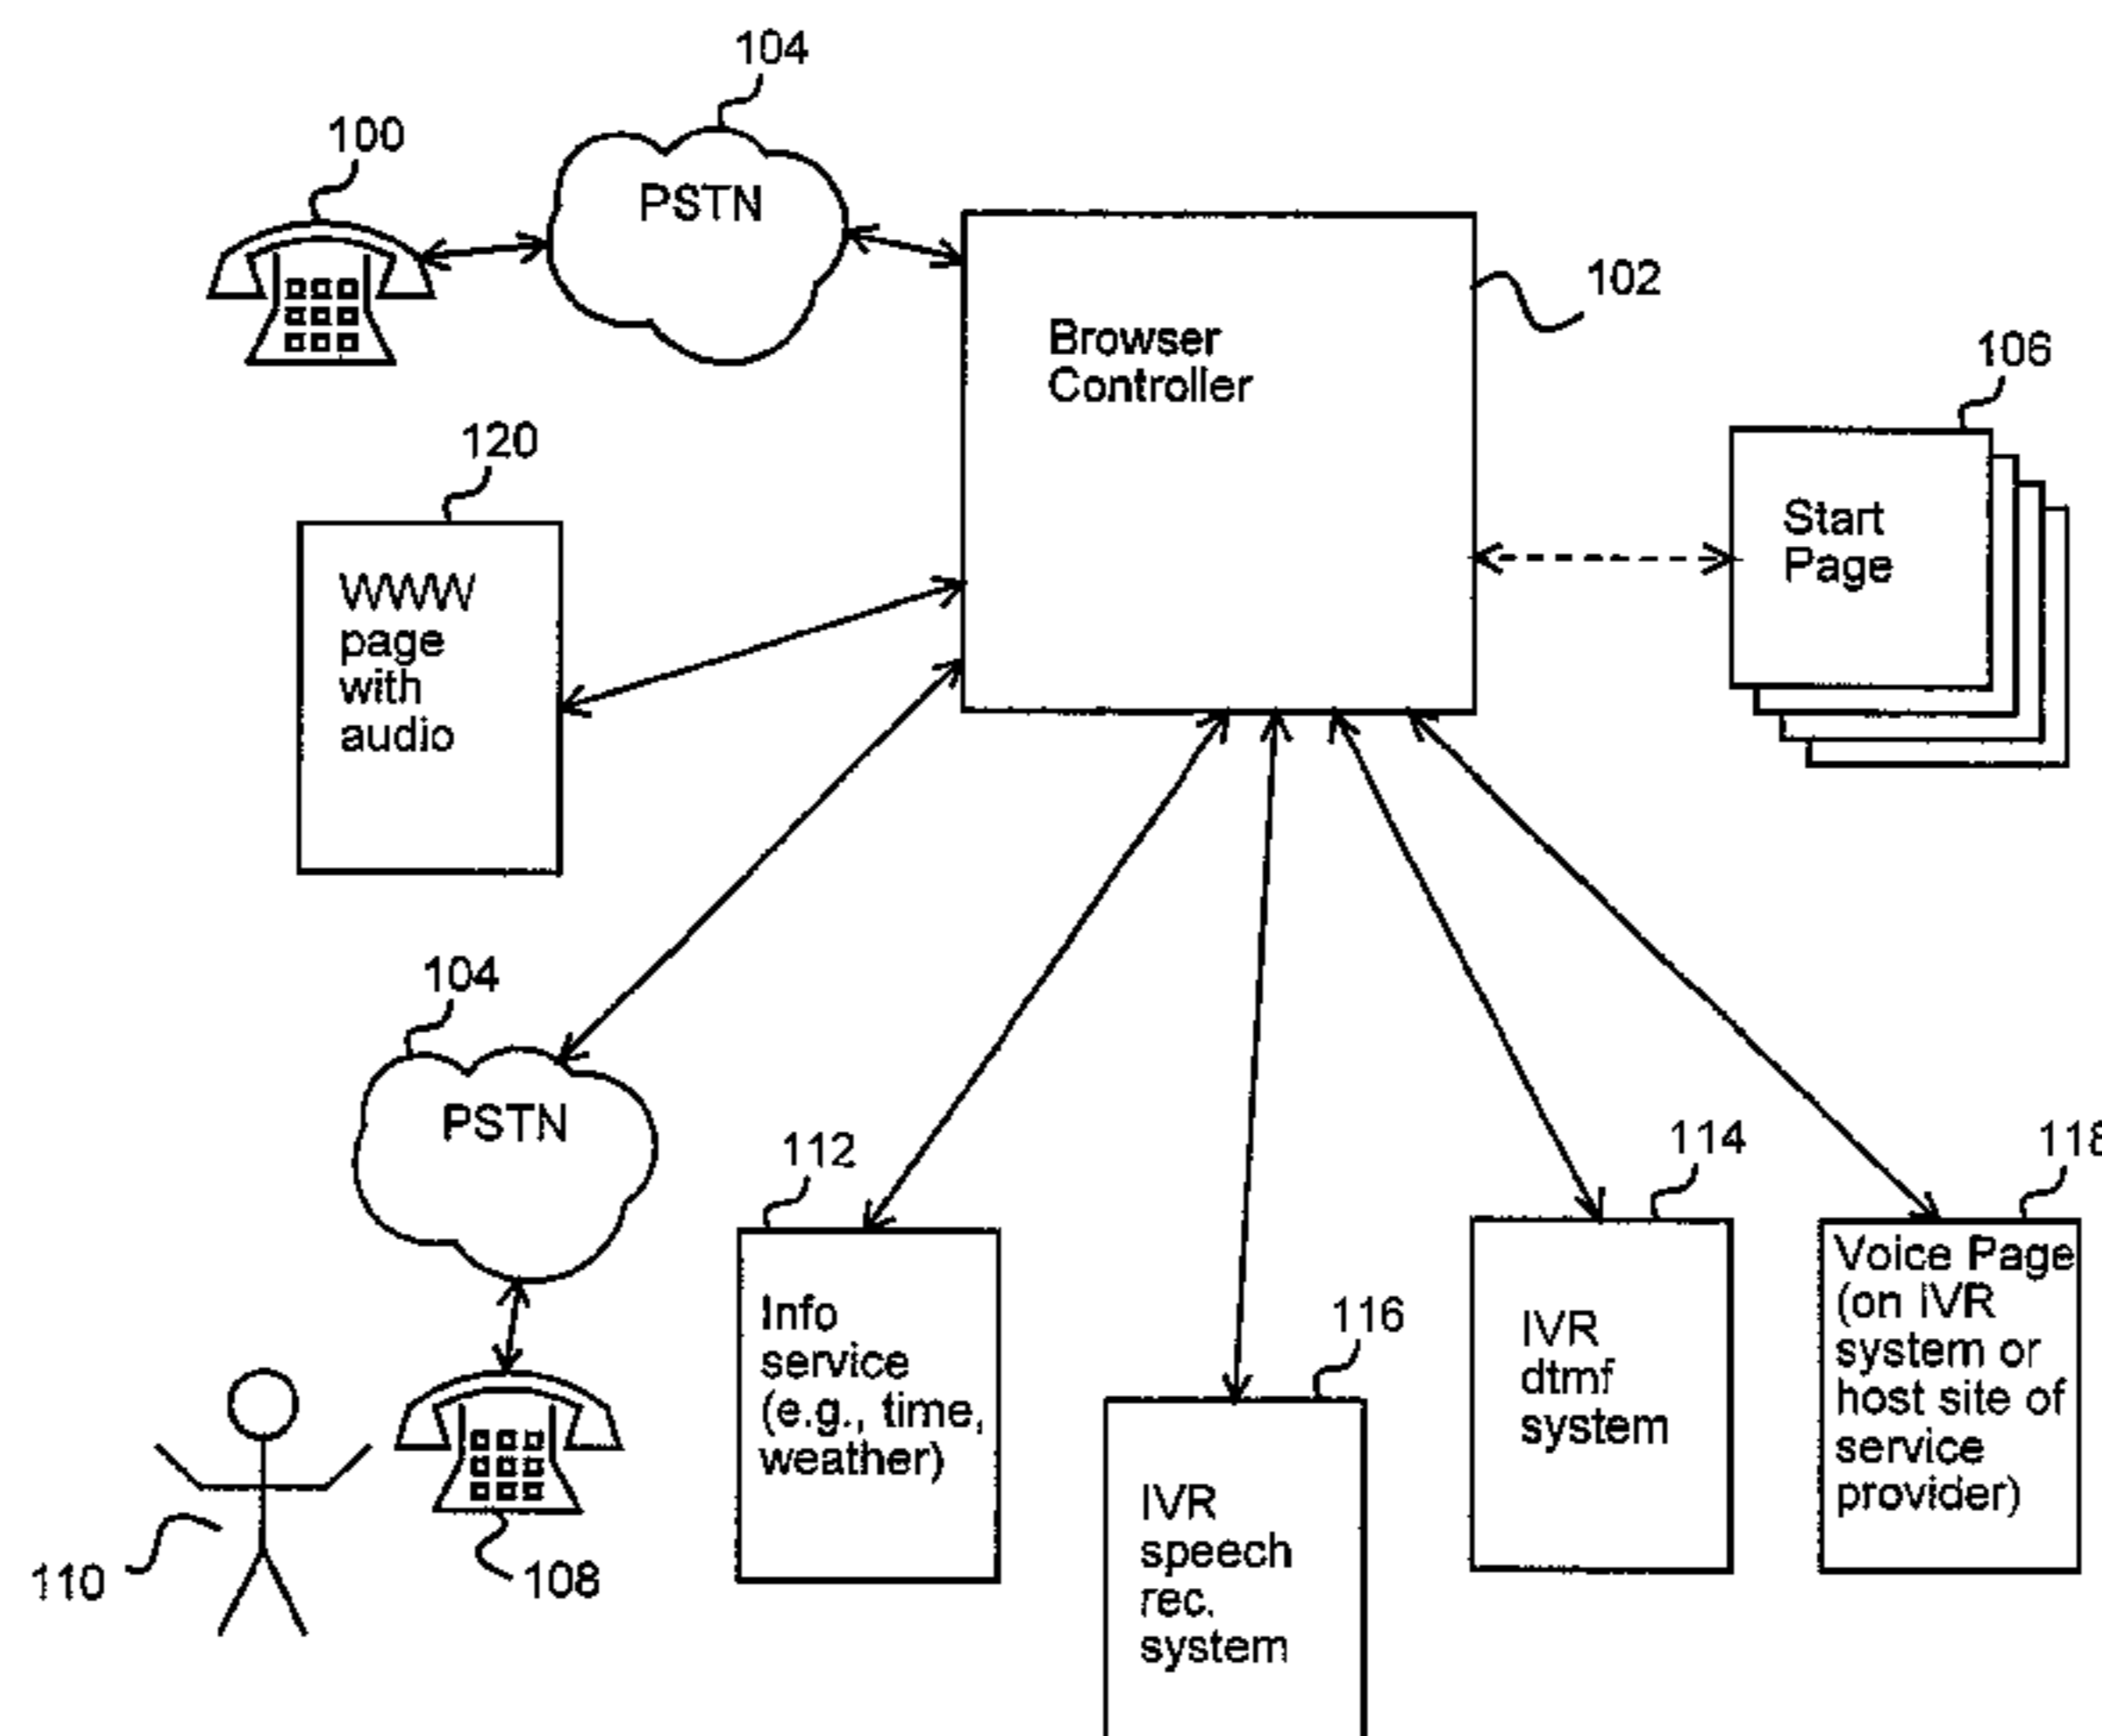 104
100
PSTN
102
Browser
Controller
106
120
Start
Page
WWW
page
with
audio
104
PSTN
112
114
118
Info
service
(e.g., time,
weather)
116
IVR
dtmf
system
Voice Page
(on IVR
system or
host site of
service
provider)
IVR
speech
rec.
system
110
108